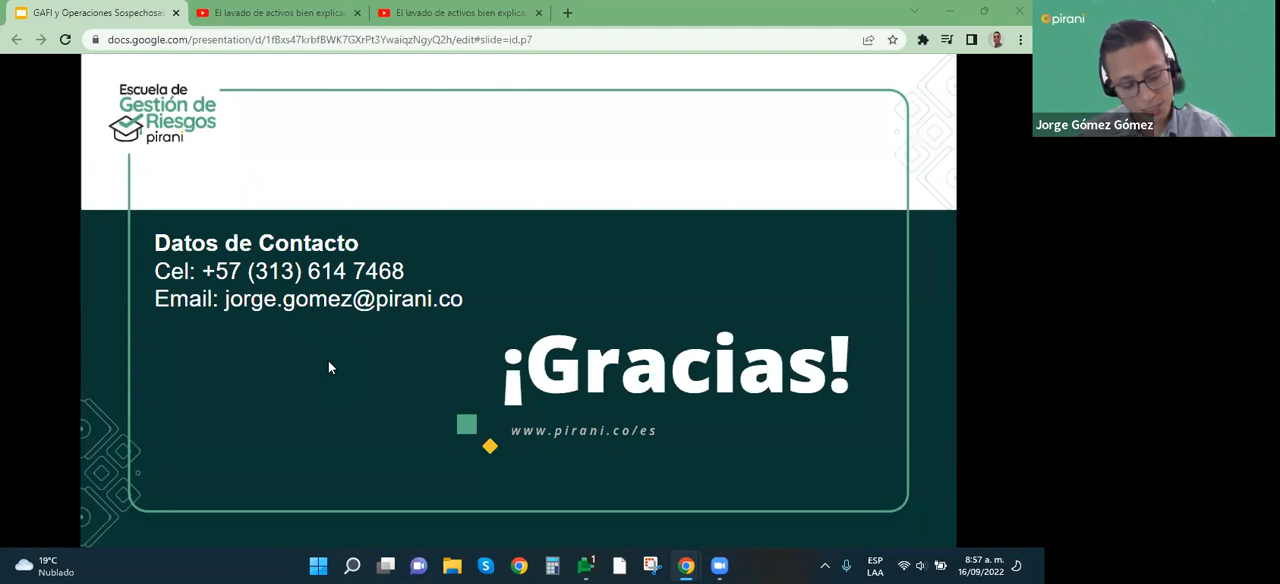 GAFI y Operaciones Sospechosas
El lavado de activos bien explica
El lavado de activos bien explica
docs.google.com/presentation/d/1fBxs47krbfBWK7GXrPt3YwaiqzNgyQ2h/edit#slide=id.p7
pirani
Jorge Gómez Gómez
Escuela de
Gestión de
Riesgos
pirani
Datos de Contacto
Cel: +57 (313) 614 7468
Email: jorge.gomez@pirani.co
¡Gracias!
www.pirani.co/es
19°C
Nublado
1
ESP
LAA
8:57 a. m.
16/09/2022